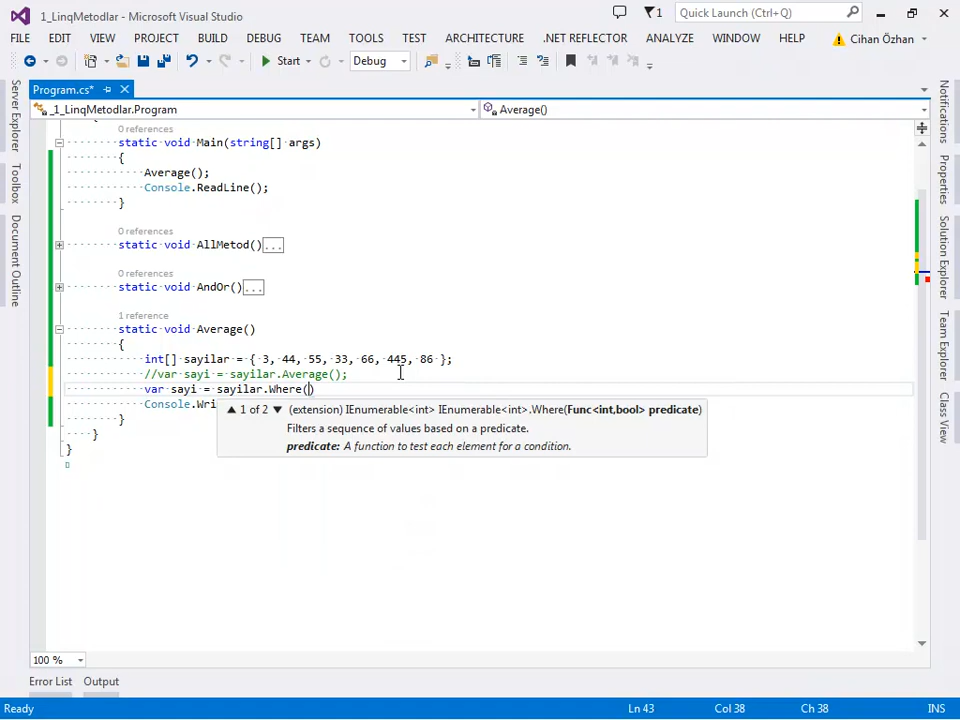 1_LinqMetodlar - Microsoft Visual Studio
1
Quick Launch (Ctrl+Q)
FILE EDIT VIEW PROJECT BUILD DEBUG TEAM TOOLS TEST ARCHITECTURE .NET REFLECTOR ANALYZE WINDOW HELP Cihan Özhan
Start Debug
Program.cs*
_1_LinqMetodlar.Program
Average()
{
0 references
static void Main(string[] args)
{
Average();
Console.ReadLine();
}
0 references
static void AllMetod()...
0 references
static void AndOr()...
1 reference
static void Average()
{
int[] sayilar = { 3, 44, 55, 33, 66, 445, 86 };
//var sayi = sayilar.Average();
var sayi = sayilar.Where()
Console.Wri
}
}
}
1 of 2 (extension) IEnumerable<int> IEnumerable<int>.Where(Func<int,bool> predicate)
Filters a sequence of values based on a predicate.
predicate: A function to test each element for a condition.
Server Explorer
Toolbox
Document Outline
Notifications
Properties
Solution Explorer
Team Explorer
Class View
100 %
Error List Output
Ready Ln 43 Col 38 Ch 38 INS